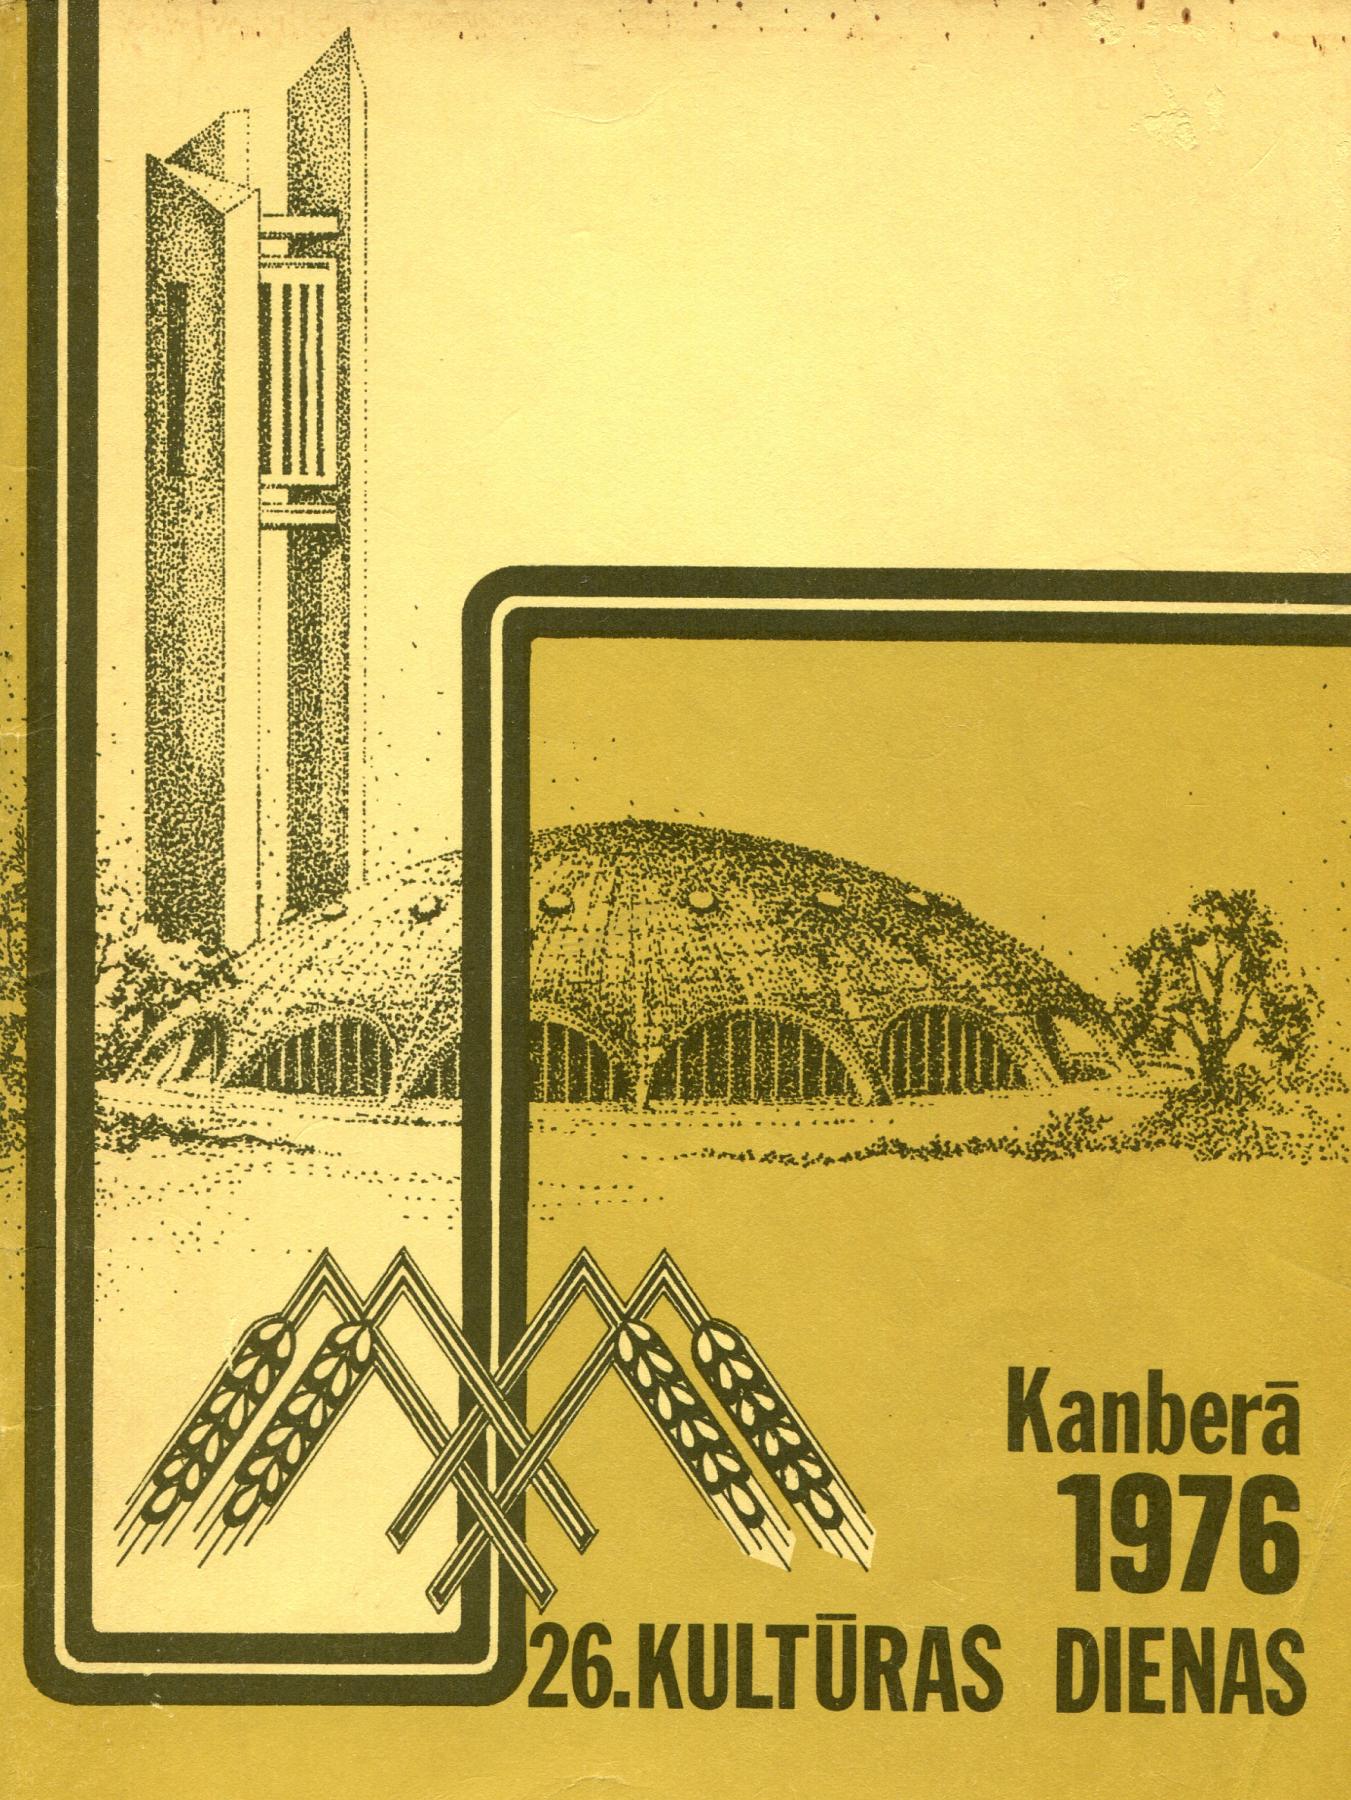 Kanberā
1976
26. KULTŪRAS DIENAS